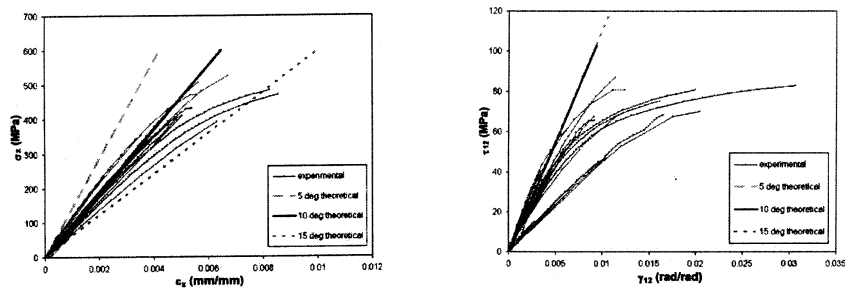 700
600
500
400
300
200
100
0
σx (MPa)
0
0.002
0.004
0.006
0.008
0.01
0.012
εx (mm/mm)
experimental
5 deg theoretical
10 deg theoretical
15 deg theoretical
120
100
80
60
40
20
0
τ12 (MPa)
0
0.005
0.01
0.015
0.02
0.025
0.03
0.035
γ12 (rad/rad)
experimental
5 deg theoretical
10 deg theoretical
15 deg theoretical